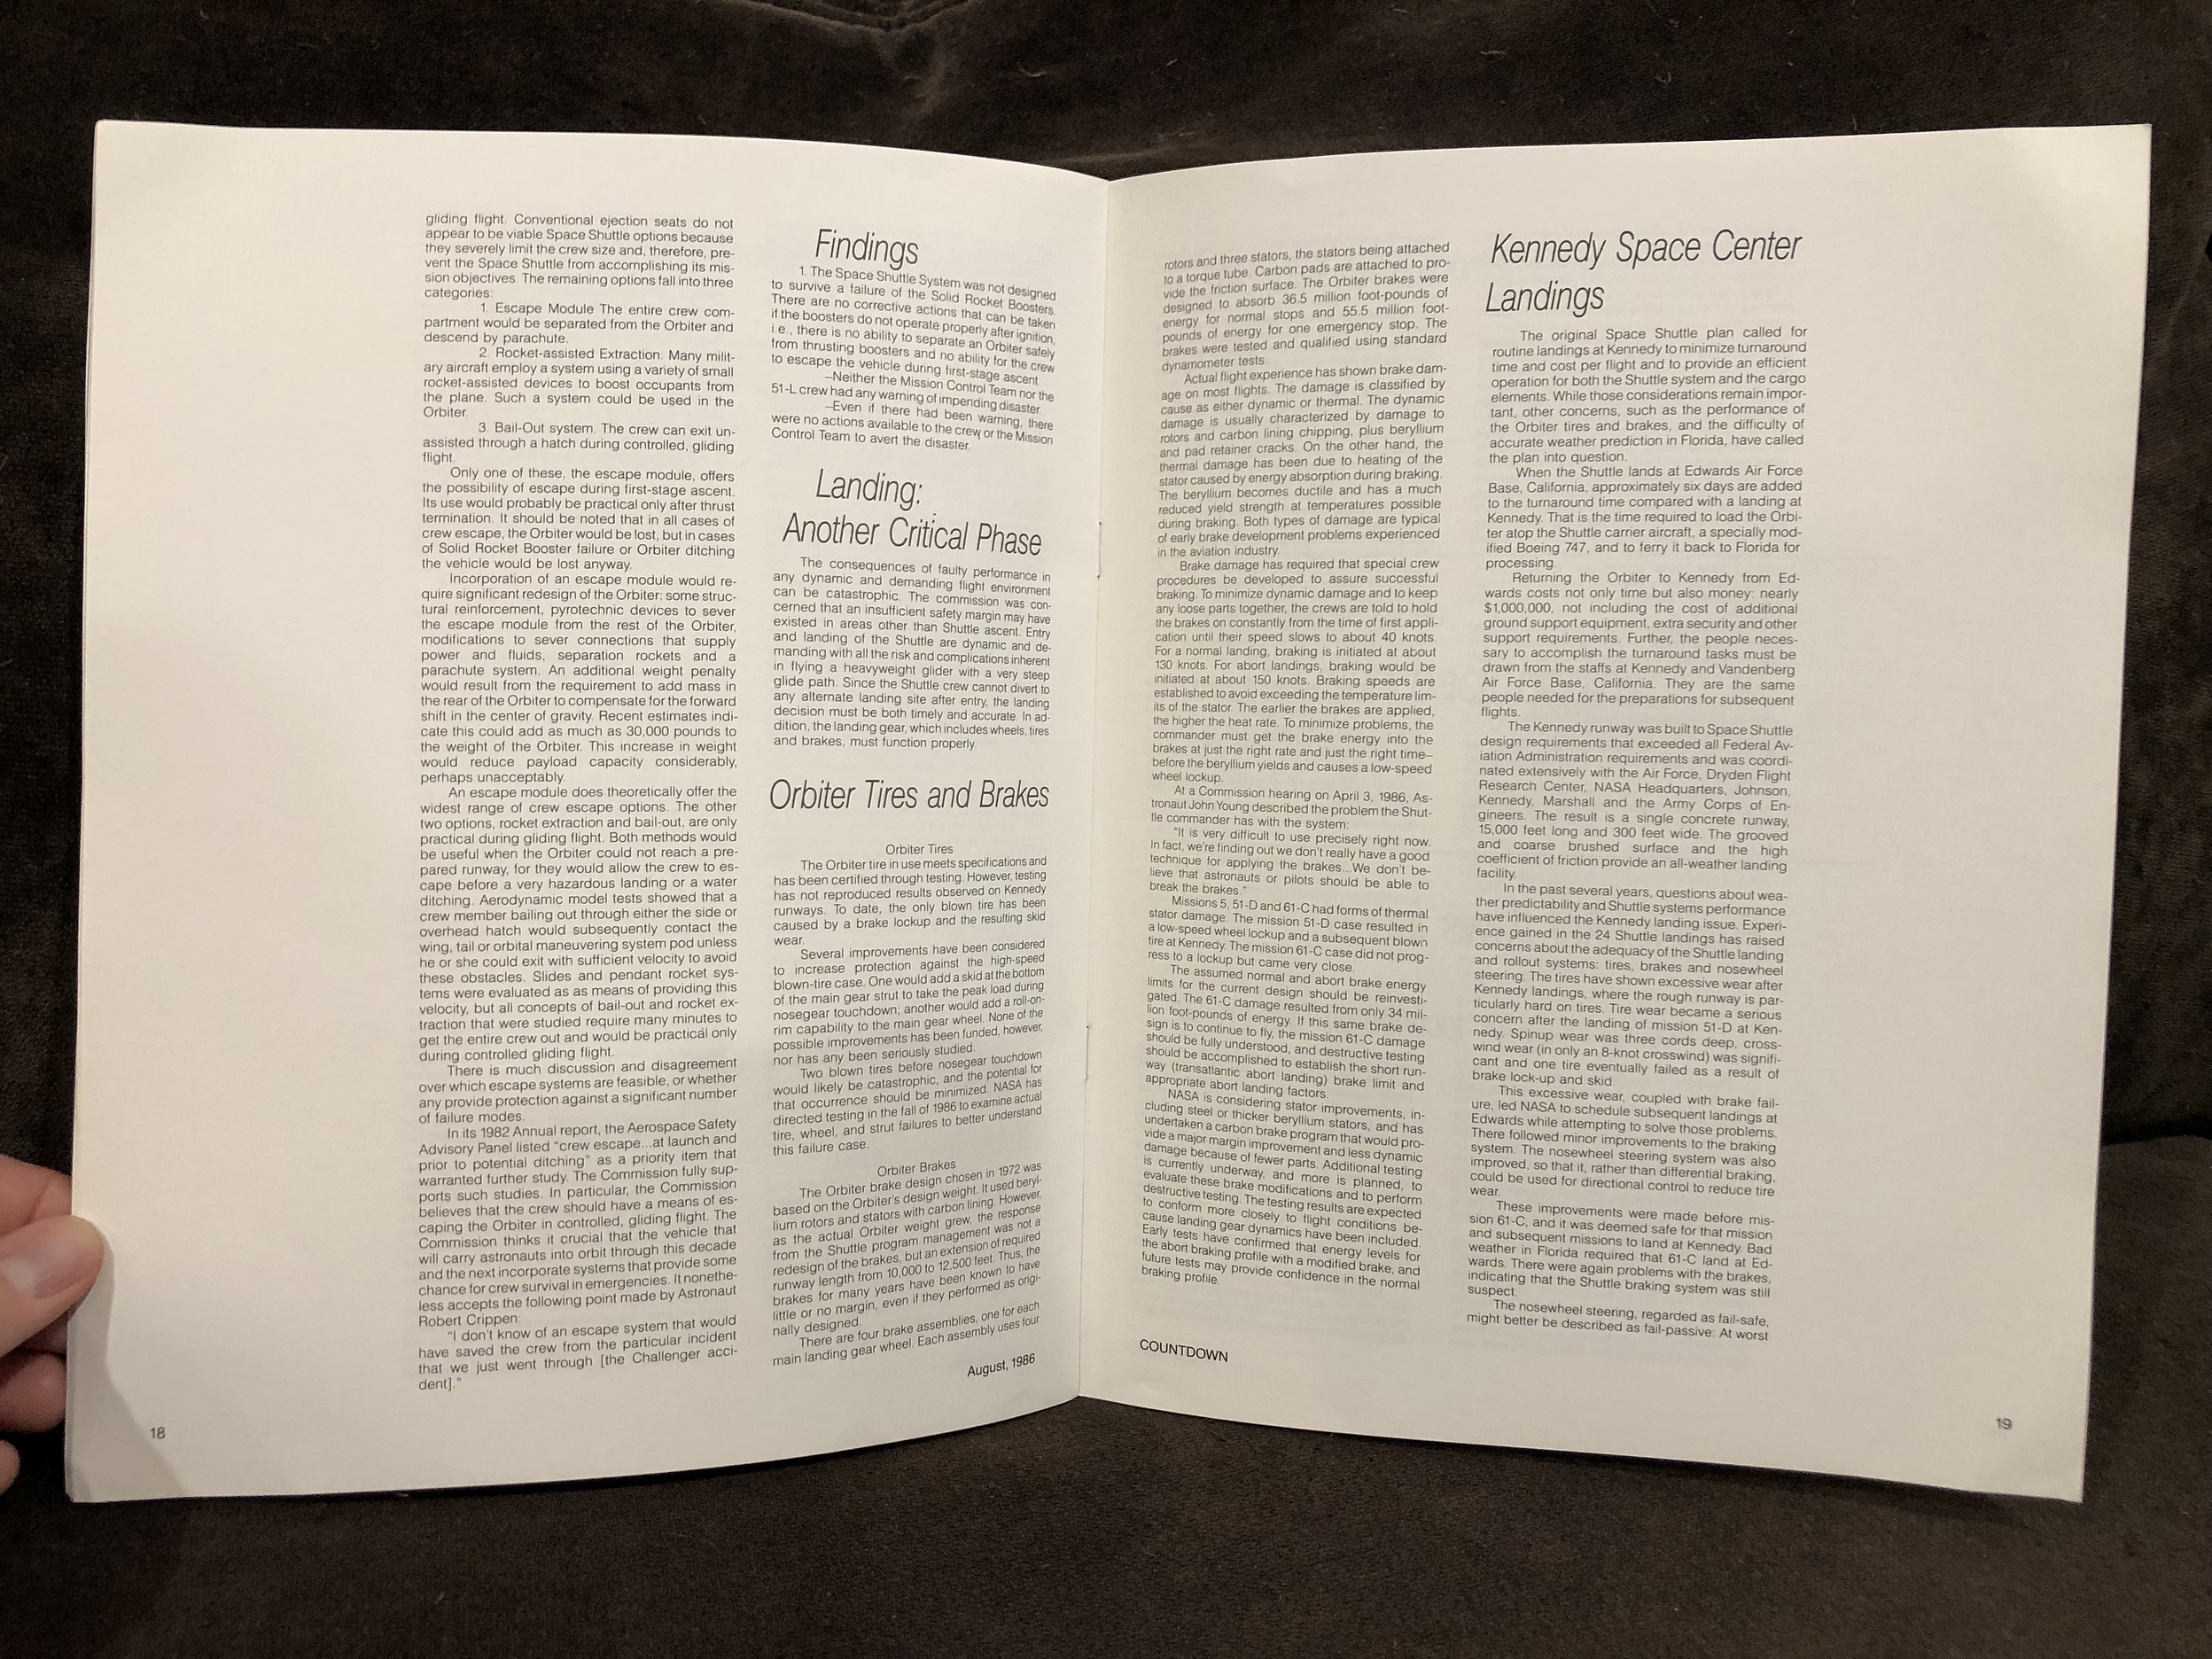 gliding flight. Conventional ejection seats do not
appear to be viable Space Shuttle options because
they severely limit the crew size and, therefore, pre-
vent the Space Shuttle from accomplishing its mis-
sion objectives. The remaining options fall into three
categories:
1. Escape Module The entire crew com-
partment would be separated from the Orbiter and
descend by parachute.
2. Rocket-assisted Extraction. Many milit-
ary aircraft employ a system using a variety of small
rocket-assisted devices to boost occupants from
the plane. Such a system could be used in the
Orbiter.
3. Bail-Out system. The crew can exit un-
assisted through a hatch during controlled, gliding
flight.
Only one of these, the escape module, offers
the possibility of escape during first-stage ascent.
Its use would probably be practical only after thrust
termination. It should be noted that in all cases of
crew escape, the Orbiter would be lost, but in cases
of Solid Rocket Booster failure or Orbiter ditching
the vehicle would be lost anyway.
Incorporation of an escape module would re-
quire significant redesign of the Orbiter: some struc-
tural reinforcement, pyrotechnic devices to sever
the escape module from the rest of the Orbiter,
modifications to sever connections that supply
power and fluids, separation rockets and a
parachute system. An additional weight penalty
would result from the requirement to add mass in
the rear of the Orbiter to compensate for the forward
shift in the center of gravity. Recent estimates indi-
cate this could add as much as 30,000 pounds to
the weight of the Orbiter. This increase in weight
would reduce payload capacity considerably,
perhaps unacceptably.
An escape module does theoretically offer the
widest range of crew escape options. The other
two options, rocket extraction and bail-out, are only
practical during gliding flight. Both methods would
be useful when the Orbiter could not reach a pre-
pared runway, for they would allow the crew to es-
cape before a very hazardous landing or a water
ditching. Aerodynamic model tests showed that a
crew member bailing out through either the side or
overhead hatch would subsequently contact the
wing, tail or orbital maneuvering system pod unless
he or she could exit with sufficient velocity to avoid
these obstacles. Slides and pendant rocket sys-
tems were evaluated as as means of providing this
velocity, but all concepts of bail-out and rocket ex-
traction that were studied require many minutes to
get the entire crew out and would be practical only
during controlled gliding flight.
There is much discussion and disagreement
over which escape systems are feasible, or whether
any provide protection against a significant number
of failure modes.
In its 1982 Annual report, the Aerospace Safety
Advisory Panel listed "crew escape...at launch and
prior to potential ditching" as a priority item that
warranted further study. The Commission fully sup-
ports such studies. In particular, the Commission
believes that the crew should have a means of es-
caping the Orbiter in controlled, gliding flight. The
Commission thinks it crucial that the vehicle that
will carry astronauts into orbit through this decade
and the next incorporate systems that provide some
chance for crew survival in emergencies. It nonethe-
less accepts the following point made by Astronaut
Robert Crippen:
"I don't know of an escape system that would
have saved the crew from the particular incident
that we just went through [the Challenger acci-
dent]."
18
Findings
1. The Space Shuttle System was not designed
to survive a failure of the Solid Rocket Boosters.
There are no corrective actions that can be taken
if the boosters do not operate properly after ignition,
i.e., there is no ability to separate an Orbiter safely
from thrusting boosters and no ability for the crew
to escape the vehicle during first-stage ascent.
—Neither the Mission Control Team nor the
51-L crew had any warning of impending disaster.
—Even if there had been warning, there
were no actions available to the crew or the Mission
Control Team to avert the disaster.
Landing:
Another Critical Phase
The consequences of faulty performance in
any dynamic and demanding flight environment
can be catastrophic. The commission was con-
cerned that an insufficient safety margin may have
existed in areas other than Shuttle ascent. Entry
and landing of the Shuttle are dynamic and de-
manding with all the risk and complications inherent
in flying a heavyweight glider with a very steep
glide path. Since the Shuttle crew cannot divert to
any alternate landing site after entry, the landing
decision must be both timely and accurate. In ad-
dition, the landing gear, which includes wheels, tires
and brakes, must function properly.
Orbiter Tires and Brakes
Orbiter Tires
The Orbiter tire in use meets specifications and
has been certified through testing. However, testing
has not reproduced results observed on Kennedy
runways. To date, the only blown tire has been
caused by a brake lockup and the resulting skid
wear.
Several improvements have been considered
to increase protection against the high-speed
blown-tire case. One would add a skid at the bottom
of the main gear strut to take the peak load during
nosegear touchdown; another would add a roll-on-
rim capability to the main gear wheel. None of the
possible improvements has been funded, however,
nor has any been seriously studied.
Two blown tires before nosegear touchdown
would likely be catastrophic, and the potential for
that occurrence should be minimized. NASA has
directed testing in the fall of 1986 to examine actual
tire, wheel, and strut failures to better understand
this failure case.
Orbiter Brakes
The Orbiter brake design chosen in 1972 was
based on the Orbiter's design weight. It used beryl-
lium rotors and stators with carbon lining. However,
as the actual Orbiter weight grew, the response
from the Shuttle program management was not a
redesign of the brakes, but an extension of required
runway length from 10,000 to 12,500 feet. Thus, the
brakes for many years have been known to have
little or no margin, even if they performed as origi-
nally designed.
There are four brake assemblies, one for each
main landing gear wheel. Each assembly uses four
August, 1986
rotors and three stators, the stators being attached
to a torque tube. Carbon pads are attached to pro-
vide the friction surface. The Orbiter brakes were
designed to absorb 36.5 million foot-pounds of
energy for normal stops and 55.5 million foot-
pounds of energy for one emergency stop. The
brakes were tested and qualified using standard
dynamometer tests.
Actual flight experience has shown brake dam-
age on most flights. The damage is classified by
cause as either dynamic or thermal. The dynamic
damage is usually characterized by damage to
rotors and carbon lining chipping, plus beryllium
and pad retainer cracks. On the other hand, the
thermal damage has been due to heating of the
stator caused by energy absorption during braking.
The beryllium becomes ductile and has a much
reduced yield strength at temperatures possible
during braking. Both types of damage are typical
of early brake development problems experienced
in the aviation industry.
Brake damage has required that special crew
procedures be developed to assure successful
braking. To minimize dynamic damage and to keep
any loose parts together, the crews are told to hold
the brakes on constantly from the time of first appli-
cation until their speed slows to about 40 knots.
For a normal landing, braking is initiated at about
130 knots. For abort landings, braking would be
initiated at about 150 knots. Braking speeds are
established to avoid exceeding the temperature lim-
its of the stator. The earlier the brakes are applied,
the higher the heat rate. To minimize problems, the
commander must get the brake energy into the
brakes at just the right rate and just the right time—
before the beryllium yields and causes a low-speed
wheel lockup.
At a Commission hearing on April 3, 1986, As-
tronaut John Young described the problem the Shut-
tle commander has with the system:
"It is very difficult to use precisely right now.
In fact, we're finding out we don't really have a good
technique for applying the brakes...We don't be-
lieve that astronauts or pilots should be able to
break the brakes."
Missions 5, 51-D and 61-C had forms of thermal
stator damage. The mission 51-D case resulted in
a low-speed wheel lockup and a subsequent blown
tire at Kennedy. The mission 61-C case did not prog-
ress to a lockup but came very close.
The assumed normal and abort brake energy
limits for the current design should be reinvesti-
gated. The 61-C damage resulted from only 34 mil-
lion foot-pounds of energy. If this same brake de-
sign is to continue to fly, the mission 61-C damage
should be fully understood, and destructive testing
should be accomplished to establish the short run-
way (transatlantic abort landing) brake limit and
appropriate abort landing factors.
NASA is considering stator improvements, in-
cluding steel or thicker beryllium stators, and has
undertaken a carbon brake program that would pro-
vide a major margin improvement and less dynamic
damage because of fewer parts. Additional testing
is currently underway, and more is planned, to
evaluate these brake modifications and to perform
destructive testing. The testing results are expected
to conform more closely to flight conditions be-
cause landing gear dynamics have been included.
Early tests have confirmed that energy levels for
the abort braking profile with a modified brake, and
future tests may provide confidence in the normal
braking profile.
COUNTDOWN
Kennedy Space Center
Landings
The original Space Shuttle plan called for
routine landings at Kennedy to minimize turnaround
time and cost per flight and to provide an efficient
operation for both the Shuttle system and the cargo
elements. While those considerations remain impor-
tant, other concerns, such as the performance of
the Orbiter tires and brakes, and the difficulty of
accurate weather prediction in Florida, have called
the plan into question.
When the Shuttle lands at Edwards Air Force
Base, California, approximately six days are added
to the turnaround time compared with a landing at
Kennedy. That is the time required to load the Orbi-
ter atop the Shuttle carrier aircraft, a specially mod-
ified Boeing 747, and to ferry it back to Florida for
processing.
Returning the Orbiter to Kennedy from Ed-
wards costs not only time but also money: nearly
$1,000,000, not including the cost of additional
ground support equipment, extra security and other
support requirements. Further, the people neces-
sary to accomplish the turnaround tasks must be
drawn from the staffs at Kennedy and Vandenberg
Air Force Base, California. They are the same
people needed for the preparations for subsequent
flights.
The Kennedy runway was built to Space Shuttle
design requirements that exceeded all Federal Av-
iation Administration requirements and was coordi-
nated extensively with the Air Force, Dryden Flight
Research Center, NASA Headquarters, Johnson,
Kennedy, Marshall and the Army Corps of En-
gineers. The result is a single concrete runway,
15,000 feet long and 300 feet wide. The grooved
and coarse brushed surface and the high
coefficient of friction provide an all-weather landing
facility.
In the past several years, questions about wea-
ther predictability and Shuttle systems performance
have influenced the Kennedy landing issue. Experi-
ence gained in the 24 Shuttle landings has raised
concerns about the adequacy of the Shuttle landing
and rollout systems: tires, brakes and nosewheel
steering. The tires have shown excessive wear after
Kennedy landings, where the rough runway is par-
ticularly hard on tires. Tire wear became a serious
concern after the landing of mission 51-D at Ken-
nedy. Spinup wear was three cords deep, cross-
wind wear (in only an 8-knot crosswind) was signifi-
cant and one tire eventually failed as a result of
brake lock-up and skid.
This excessive wear, coupled with brake fail-
ure, led NASA to schedule subsequent landings at
Edwards while attempting to solve those problems.
There followed minor improvements to the braking
system. The nosewheel steering system was also
improved, so that it, rather than differential braking,
could be used for directional control to reduce tire
wear.
These improvements were made before mis-
sion 61-C, and it was deemed safe for that mission
and subsequent missions to land at Kennedy. Bad
weather in Florida required that 61-C land at Ed-
wards. There were again problems with the brakes,
indicating that the Shuttle braking system was still
suspect.
The nosewheel steering, regarded as fail-safe,
might better be described as fail-passive: At worst
19